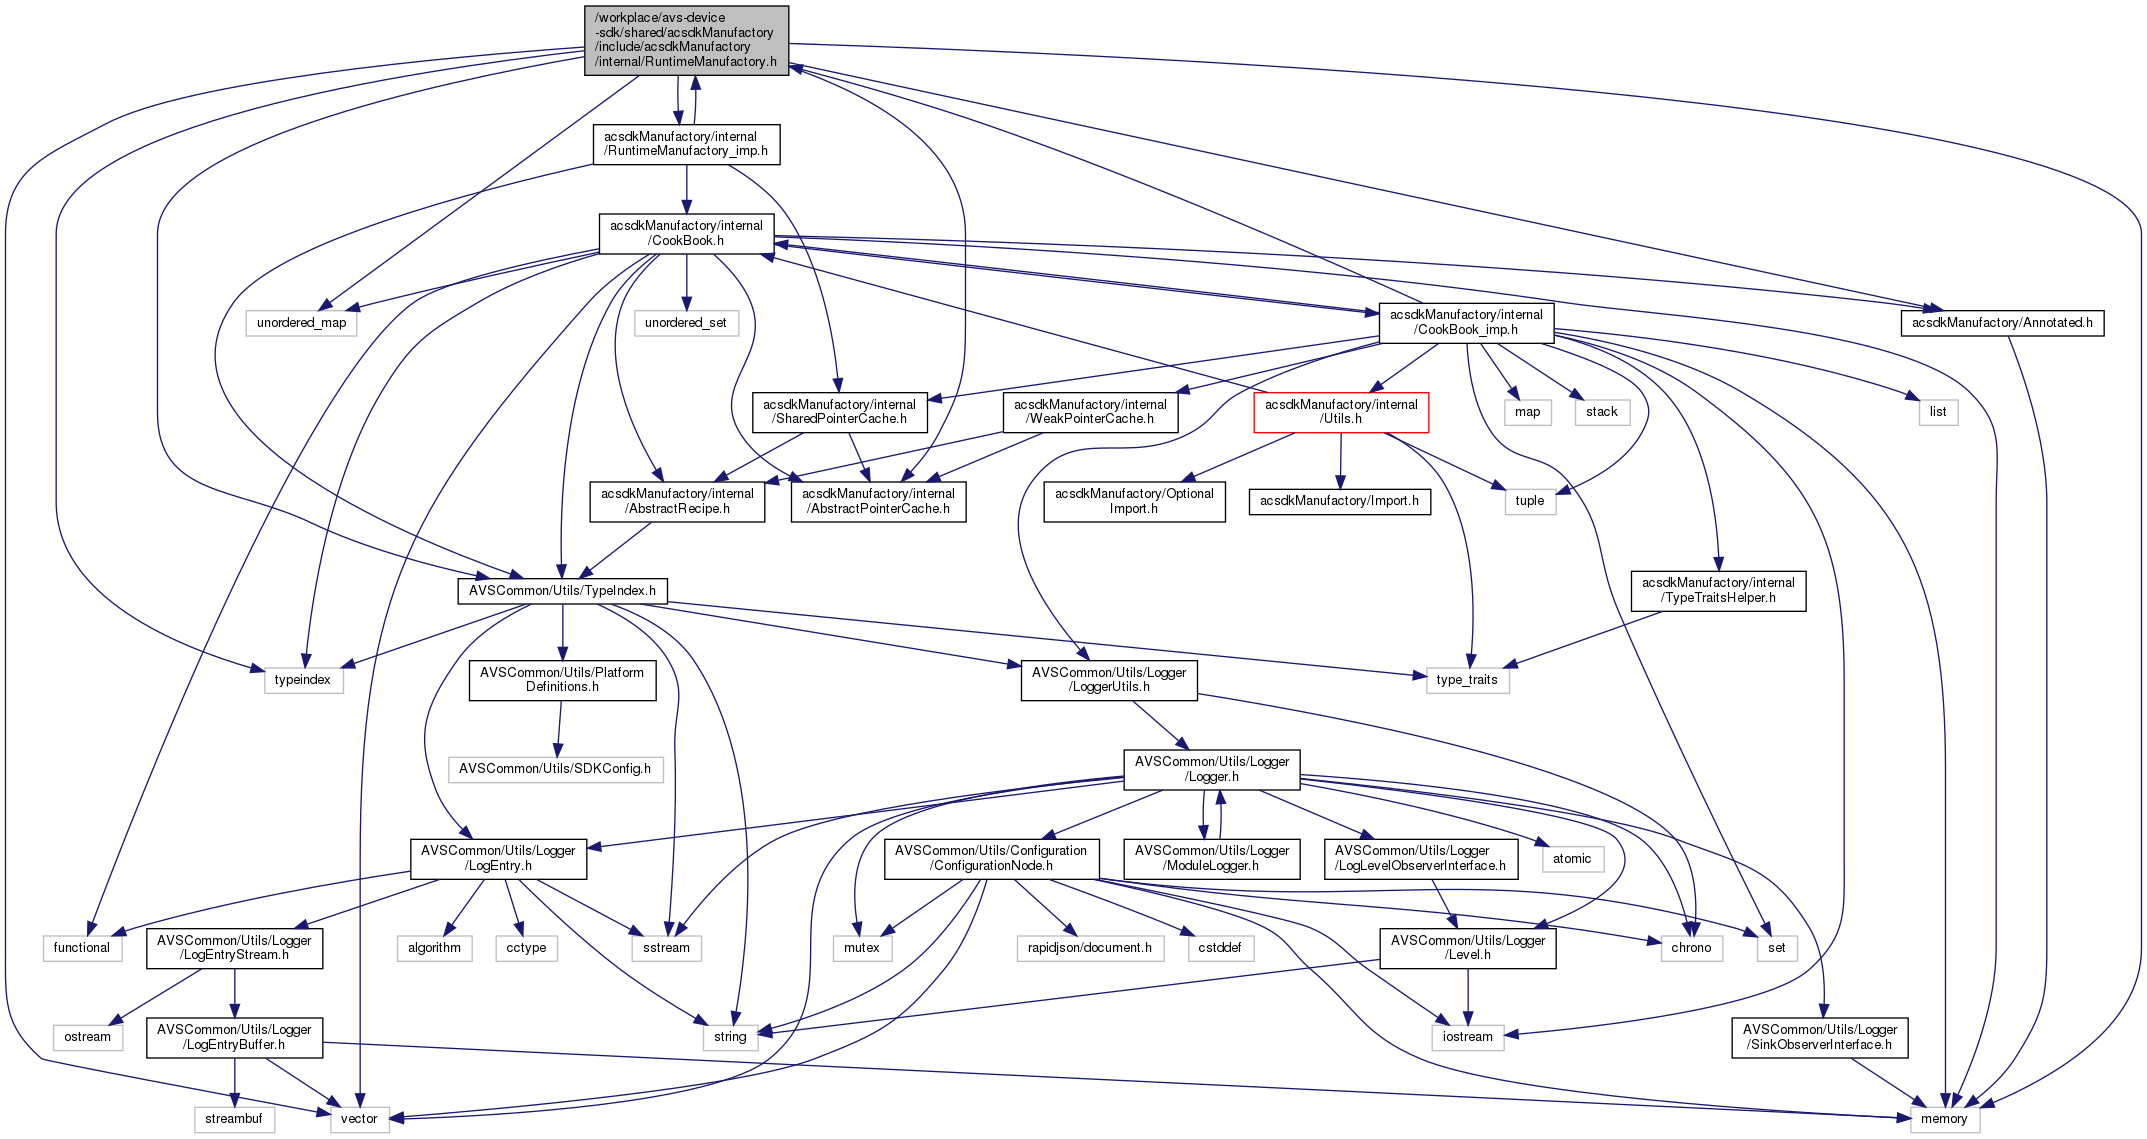 /workplace/avs-device
-sdk/shared/acsdkManufactory
/include/acsdkManufactory
/internal/RuntimeManufactory.h
acsdkManufactory/internal
/RuntimeManufactory_imp.h
acsdkManufactory/internal
/CookBook.h
unordered_map
unordered_set
acsdkManufactory/internal
/CookBook_imp.h
acsdkManufactory/Annotated.h
acsdkManufactory/internal
/SharedPointerCache.h
acsdkManufactory/internal
/WeakPointerCache.h
acsdkManufactory/internal
/Utils.h
map
stack
list
acsdkManufactory/internal
/AbstractRecipe.h
acsdkManufactory/internal
/AbstractPointerCache.h
acsdkManufactory/Optional
Import.h
acsdkManufactory/Import.h
tuple
AVSCommon/Utils/TypeIndex.h
acsdkManufactory/internal
/TypeTraitsHelper.h
typeindex
AVSCommon/Utils/Platform
Definitions.h
AVSCommon/Utils/Logger
/LoggerUtils.h
type_traits
AVSCommon/Utils/SDKConfig.h
AVSCommon/Utils/Logger
/Logger.h
AVSCommon/Utils/Logger
/LogEntry.h
AVSCommon/Utils/Configuration
/ConfigurationNode.h
AVSCommon/Utils/Logger
/ModuleLogger.h
AVSCommon/Utils/Logger
/LogLevelObserverInterface.h
atomic
functional
AVSCommon/Utils/Logger
/LogEntryStream.h
algorithm
cctype
sstream
mutex
rapidjson/document.h
cstddef
AVSCommon/Utils/Logger
/Level.h
chrono
set
ostream
AVSCommon/Utils/Logger
/LogEntryBuffer.h
string
iostream
AVSCommon/Utils/Logger
/SinkObserverInterface.h
streambuf
vector
memory